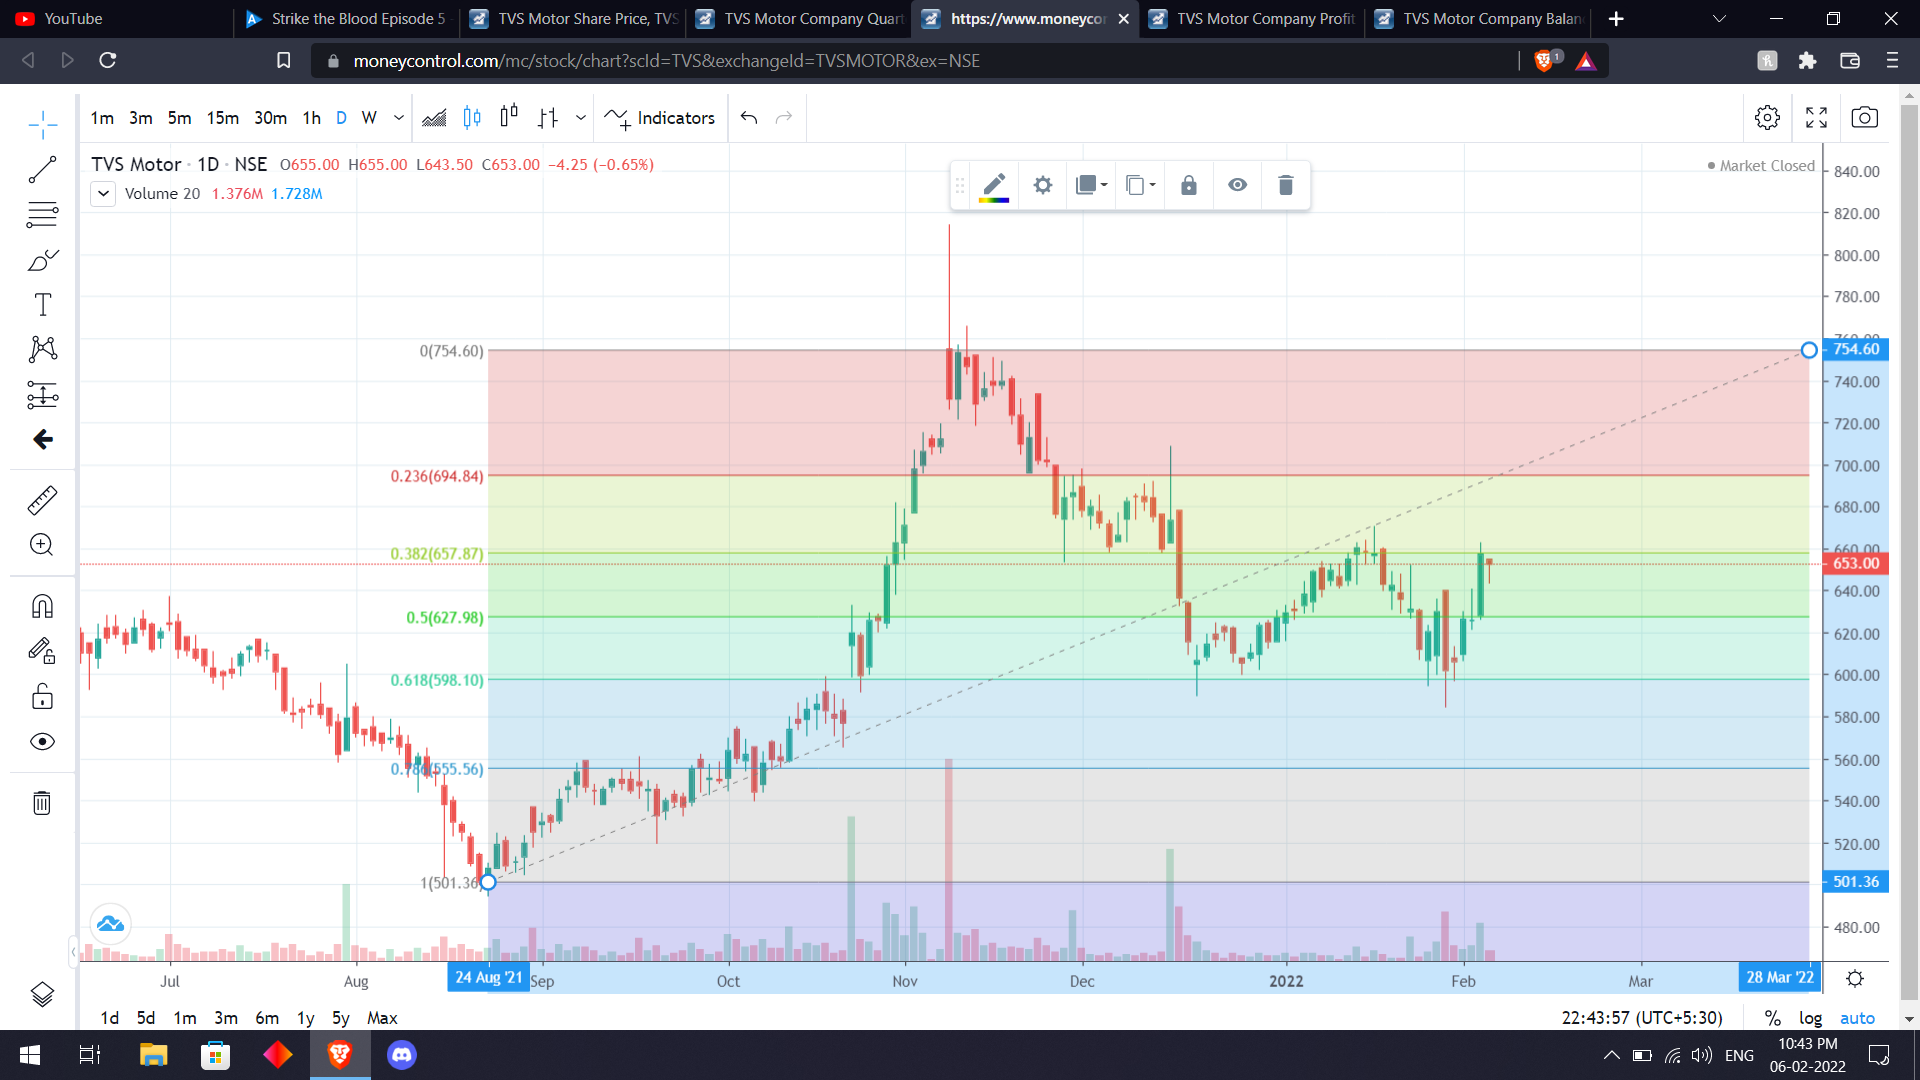 YouTube
Strike the Blood Episode 5
TVS Motor Share Price, TVS
TVS Motor Company Quart
https://www.moneyco
TVS Motor Company Profit
TVS Motor Company Balan
moneycontrol.com/mc/stock/chart?scId=TVS&exchangeId=TVSMOTOR&ex=NSE
1
1m 3m 5m 15m 30m 1h D W
Indicators
TVS Motor · 1D · NSE O655.00 H655.00 L643.50 C653.00 −4.25 (−0.65%)
Market Closed
Volume 20 1.376M 1.728M
840.00
820.00
800.00
780.00
760.00
754.60
740.00
720.00
700.00
680.00
660.00
653.00
640.00
620.00
600.00
580.00
560.00
540.00
520.00
501.36
480.00
0(754.60)
0.236(694.84)
0.382(657.87)
0.5(627.98)
0.618(598.10)
0.786(555.56)
1(501.36)
Jul Aug 24 Aug '21 Sep Oct Nov Dec 2022 Feb Mar 28 Mar '22
1d 5d 1m 3m 6m 1y 5y Max
22:43:57 (UTC+5:30) % log auto
ENG
10:43 PM
06-02-2022